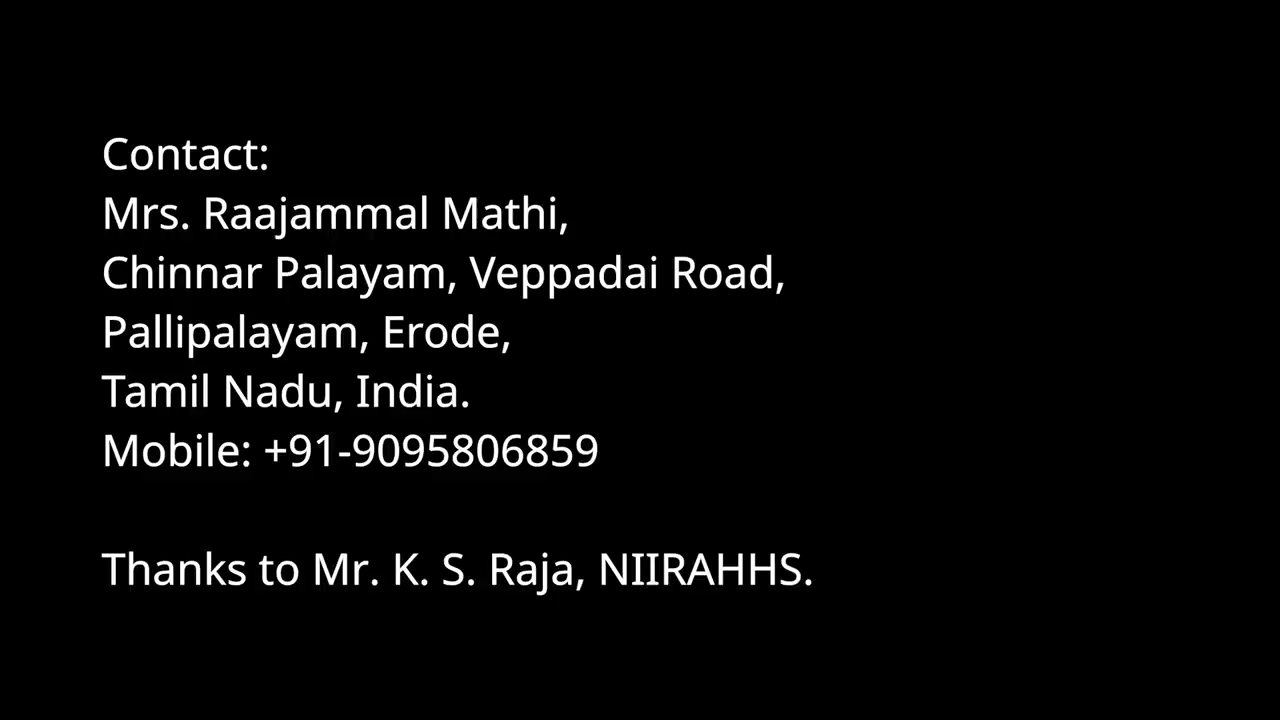 Contact:
Mrs. Raajammal Mathi,
Chinnar Palayam, Veppadai Road,
Pallipalayam, Erode,
Tamil Nadu, India.
Mobile: +91-9095806859
Thanks to Mr. K. S. Raja, NIIRAHHS.